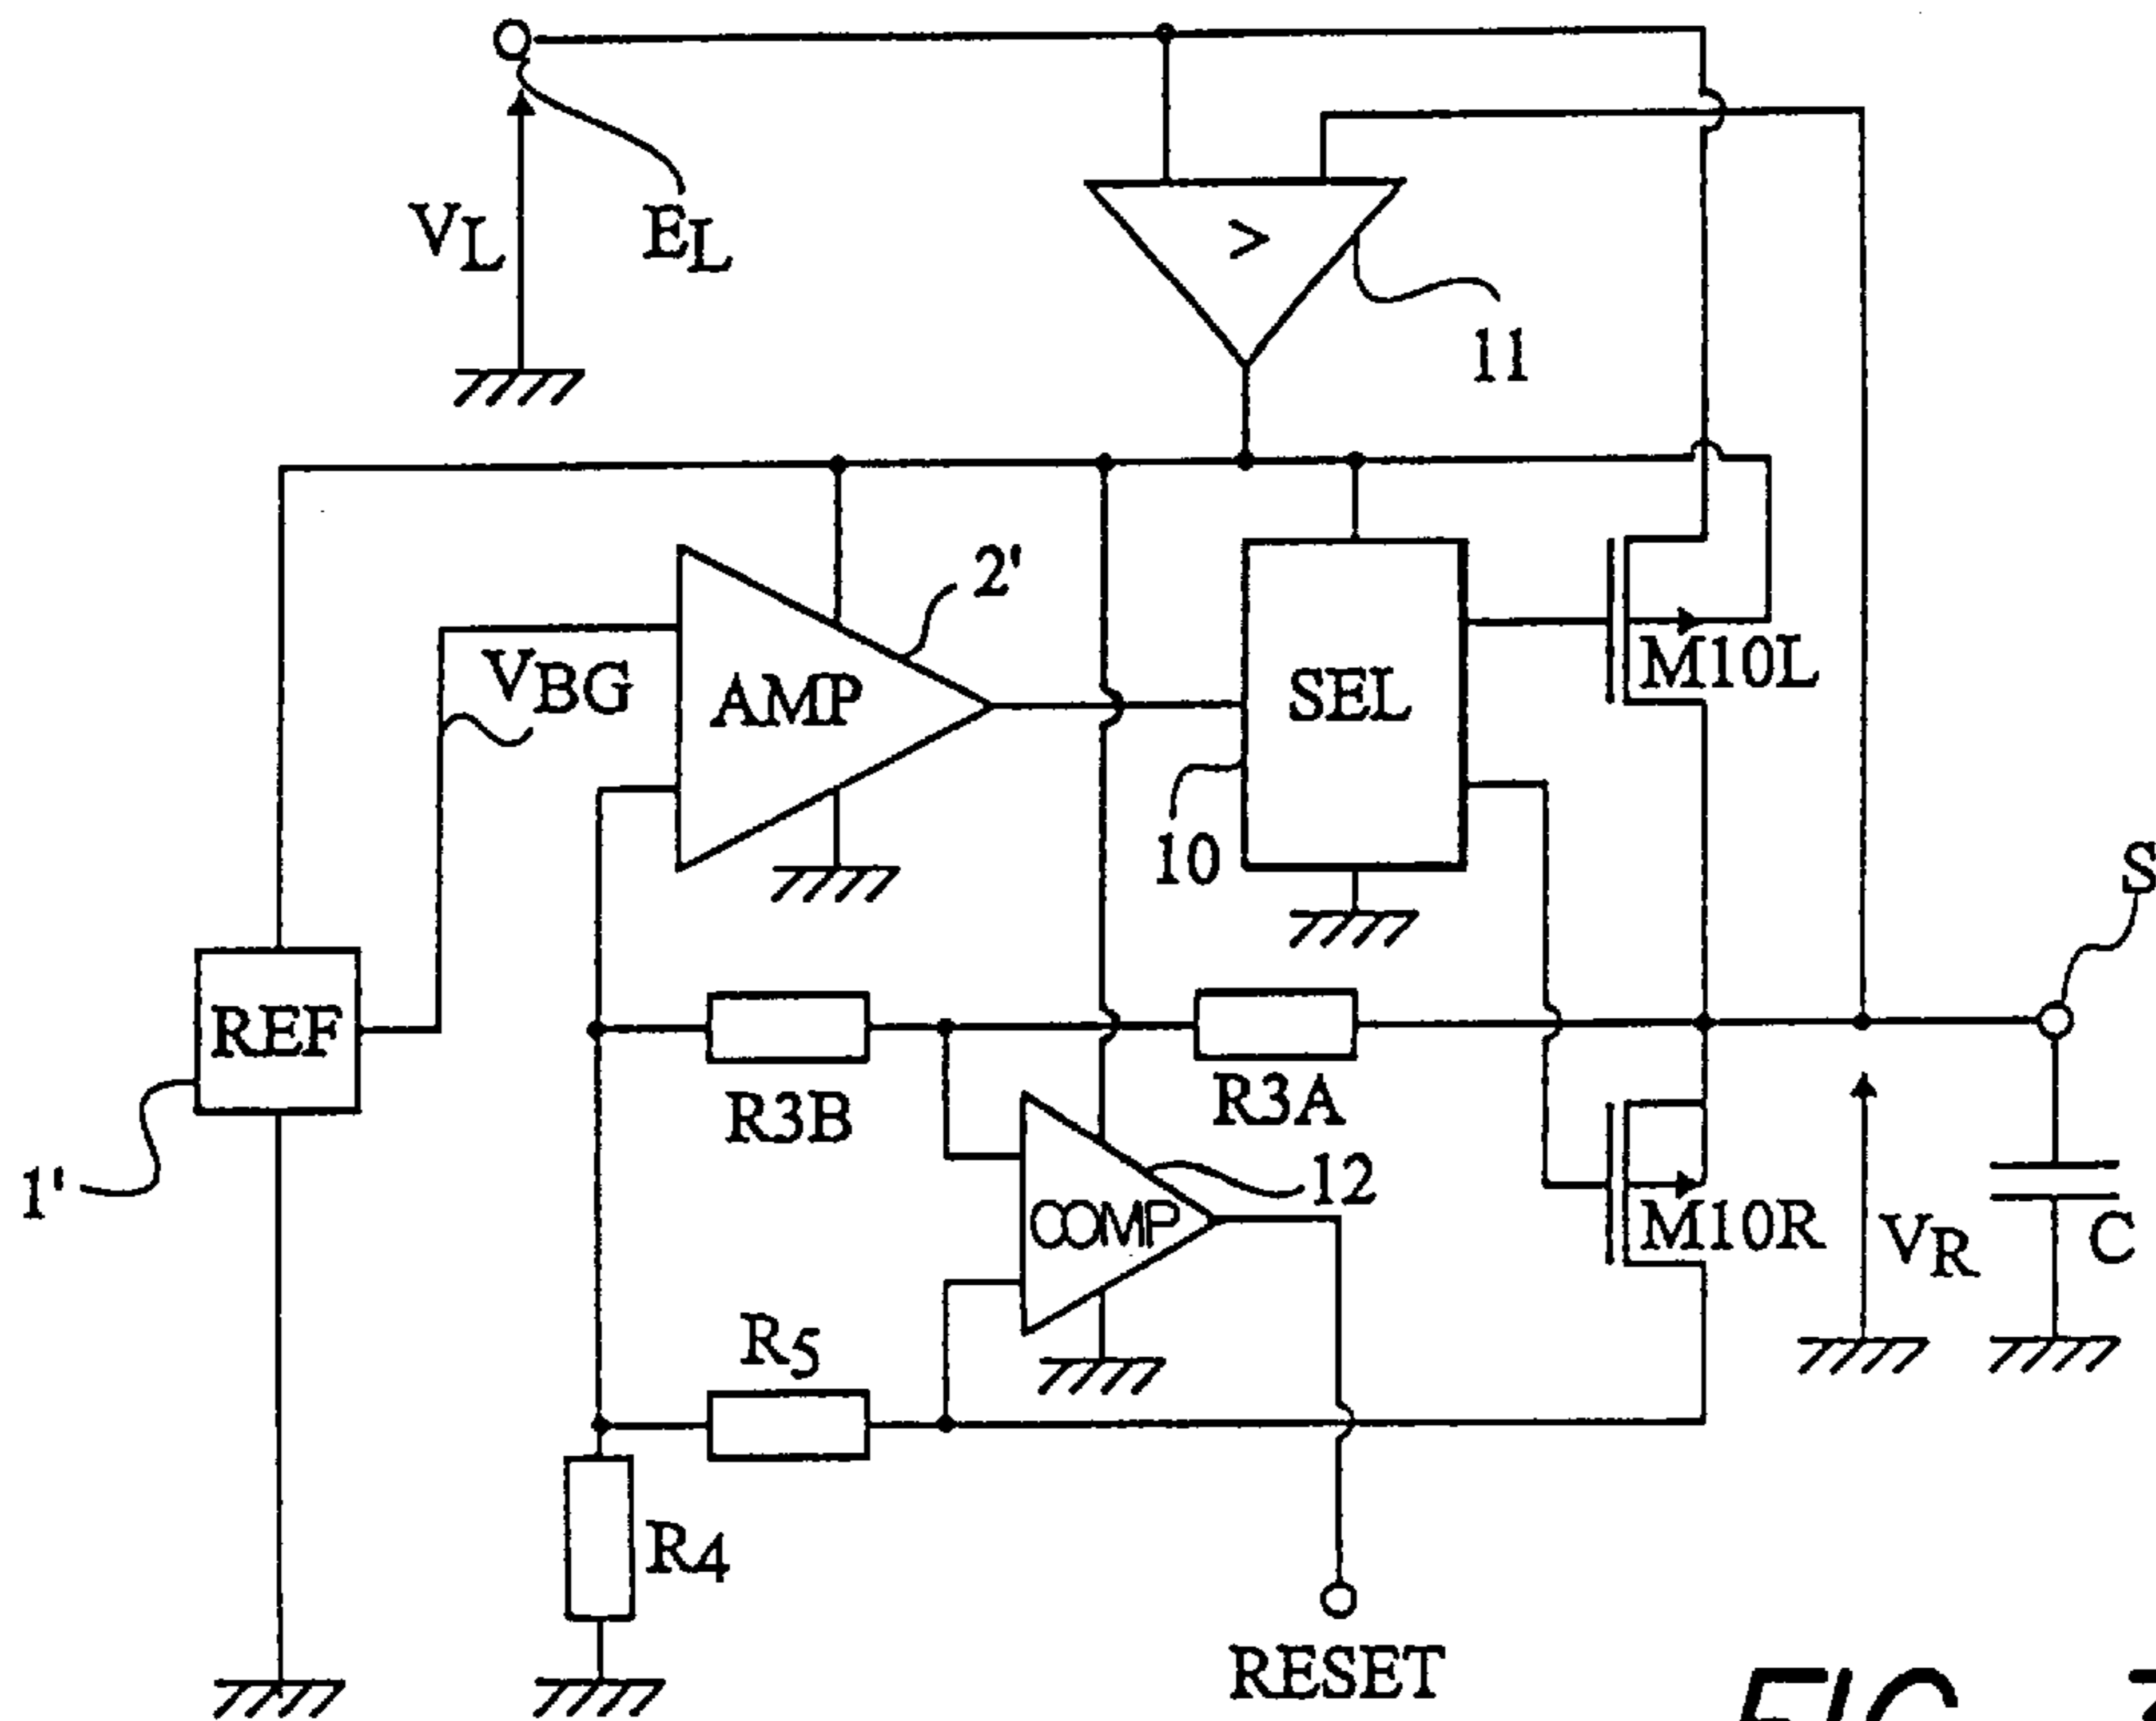 VL
EL
>
11
2'
VBG
AMP
SEL
M10L
10
S
REF
R3B
R3A
1'
12
COMP
M10R
VR
C
R5
R4
RESET
FIG